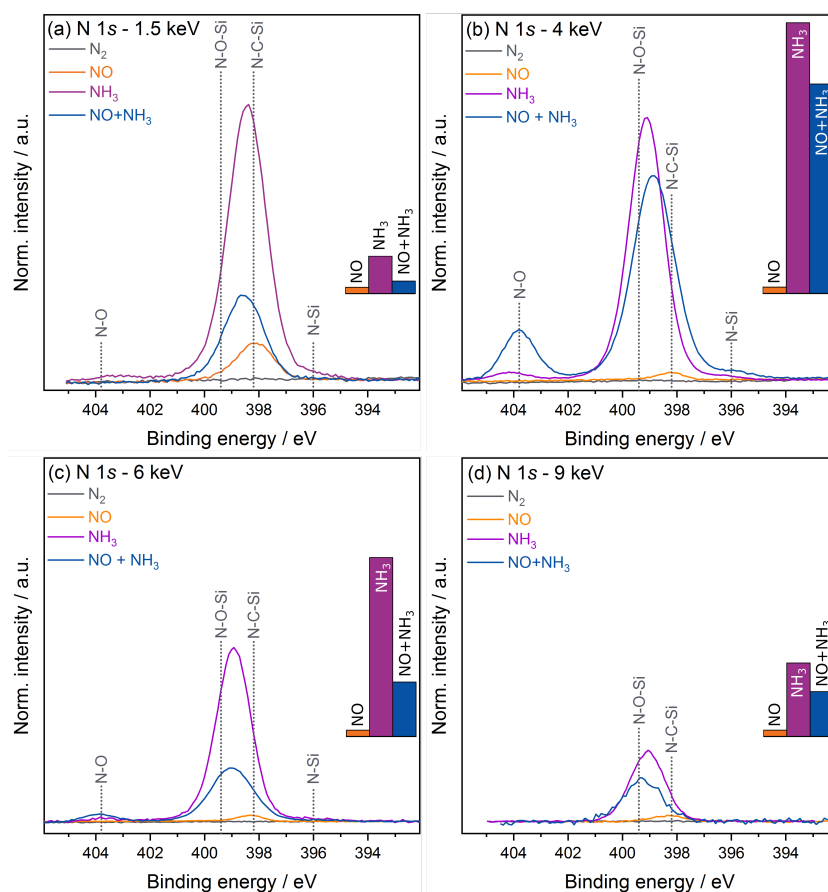 (a) N 1s - 1.5 keV
N₂
NO
NH₃
NO+NH₃
N-O-Si
N-C-Si
N-O
N-Si
NO
NH₃
NO+NH₃
Norm. intensity / a.u.
404 402 400 398 396 394
Binding energy / eV
(b) N 1s - 4 keV
N₂
NO
NH₃
NO + NH₃
N-O-Si
N-C-Si
N-O
N-Si
NO
NH₃
NO+NH₃
Norm. intensity / a.u.
404 402 400 398 396 394
Binding energy / eV
(c) N 1s - 6 keV
N₂
NO
NH₃
NO + NH₃
N-O-Si
N-C-Si
N-O
N-Si
NO
NH₃
NO+NH₃
Norm. intensity / a.u.
404 402 400 398 396 394
Binding energy / eV
(d) N 1s - 9 keV
N₂
NO
NH₃
NO+NH₃
N-O-Si
N-C-Si
NO
NH₃
NO+NH₃
Norm. intensity / a.u.
404 402 400 398 396 394
Binding energy / eV